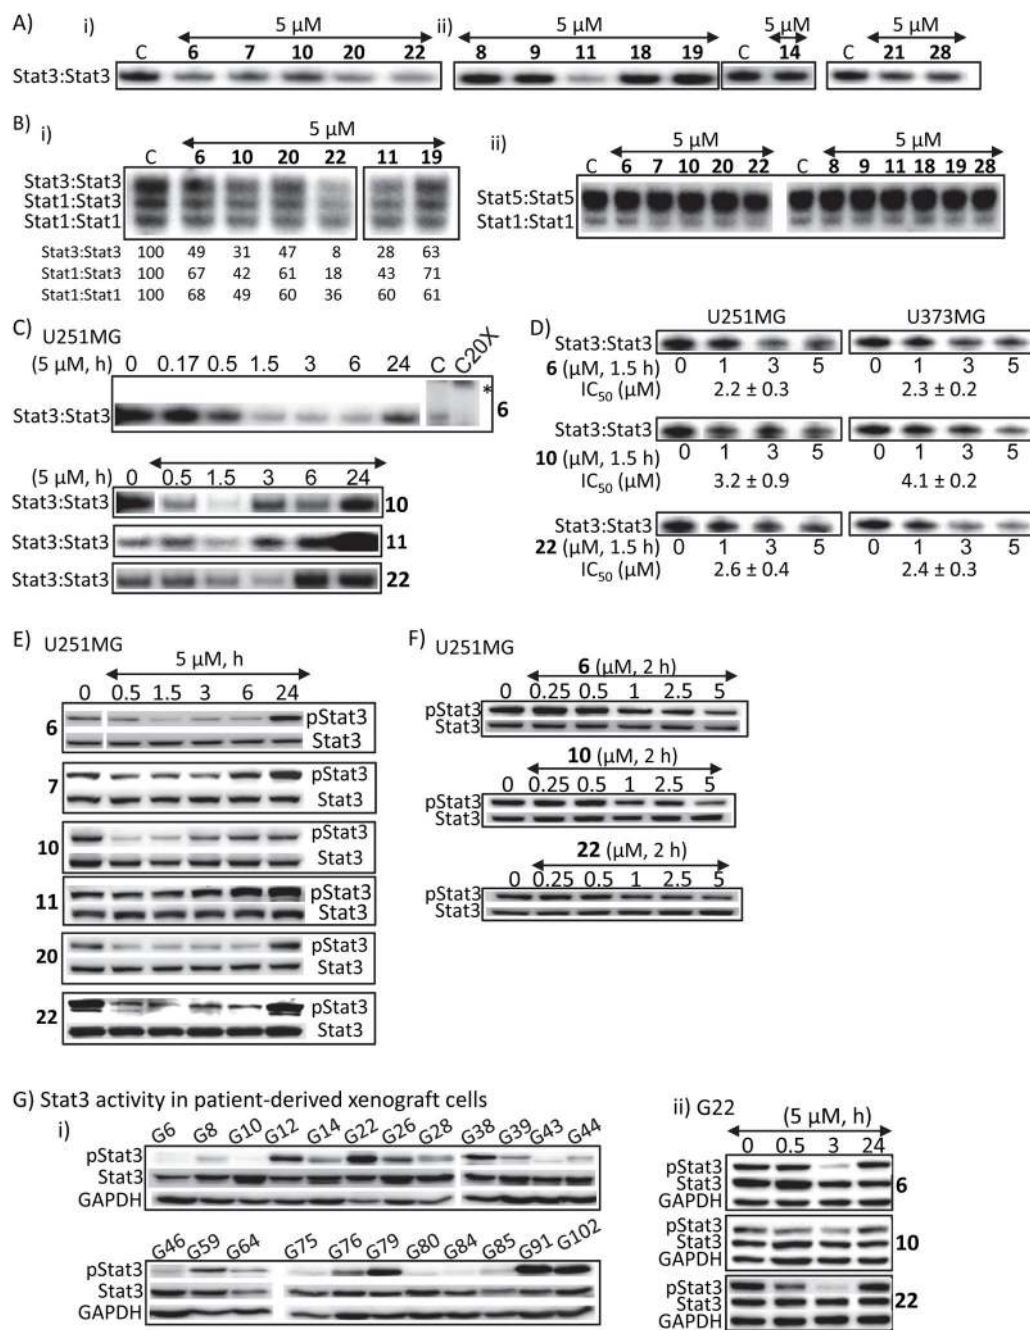 A) i) 5 µM ii) 5 µM 5 µM 5 µM
C 6 7 10 20 22 8 9 11 18 19 C 14 C 21 28
Stat3:Stat3
B) i) 5 µM ii) 5 µM 5 µM
C 6 10 20 22 11 19 C 6 7 10 20 22 C 8 9 11 18 19 28
Stat3:Stat3
Stat1:Stat3
Stat1:Stat1
Stat5:Stat5
Stat1:Stat1
Stat3:Stat3 100 49 31 47 8 28 63
Stat1:Stat3 100 67 42 61 18 43 71
Stat1:Stat1 100 68 49 60 36 60 61
C) U251MG
(5 µM, h) 0 0.17 0.5 1.5 3 6 24 C C20X
*
Stat3:Stat3 6
(5 µM, h) 0 0.5 1.5 3 6 24
Stat3:Stat3 10
Stat3:Stat3 11
Stat3:Stat3 22
D) U251MG U373MG
Stat3:Stat3
6 (µM, 1.5 h) 0 1 3 5 0 1 3 5
IC50 (µM) 2.2 ± 0.3 2.3 ± 0.2
Stat3:Stat3
10 (µM, 1.5 h) 0 1 3 5 0 1 3 5
IC50 (µM) 3.2 ± 0.9 4.1 ± 0.2
Stat3:Stat3
22 (µM, 1.5 h) 0 1 3 5 0 1 3 5
IC50 (µM) 2.6 ± 0.4 2.4 ± 0.3
E) U251MG
5 µM, h
0 0.5 1.5 3 6 24
6 pStat3
Stat3
7 pStat3
Stat3
10 pStat3
Stat3
11 pStat3
Stat3
20 pStat3
Stat3
22 pStat3
Stat3
F) U251MG
6 (µM, 2 h)
0 0.25 0.5 1 2.5 5
pStat3
Stat3
10 (µM, 2 h)
0 0.25 0.5 1 2.5 5
pStat3
Stat3
22 (µM, 2 h)
0 0.25 0.5 1 2.5 5
pStat3
Stat3
G) Stat3 activity in patient-derived xenograft cells
i) G6 G8 G10 G12 G14 G22 G26 G28 G38 G39 G43 G44
pStat3
Stat3
GAPDH
G46 G59 G64 G75 G76 G79 G80 G84 G85 G91 G102
pStat3
Stat3
GAPDH
ii) G22 (5 µM, h)
0 0.5 3 24
pStat3
Stat3 6
GAPDH
pStat3
Stat3 10
GAPDH
pStat3
Stat3 22
GAPDH